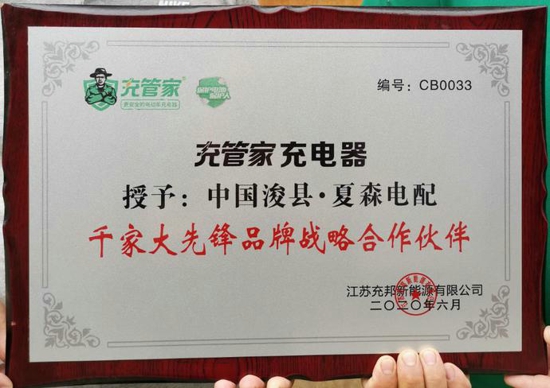 充管家
编号：CB0033
充管家充电器
授予：中国浚县·夏森电配
千家大先锋品牌战略合作伙伴
江苏充邦新能源有限公司
二〇二〇年六月